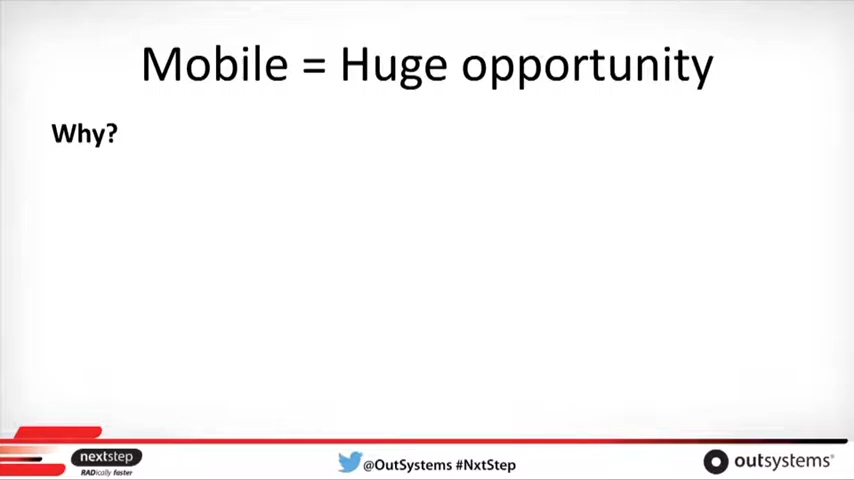 Mobile = Huge opportunity
Why?
nextstep
RADically faster
@OutSystems #NxtStep
outsystems®